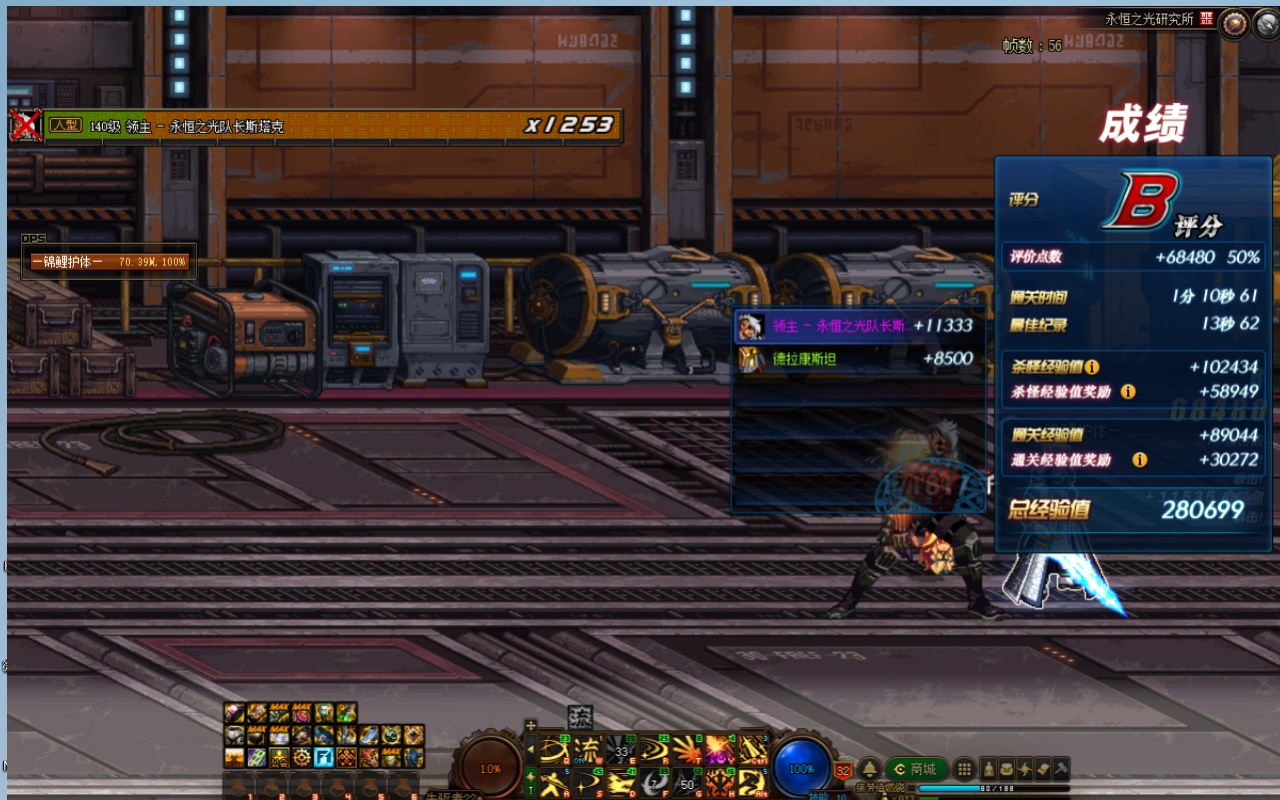 永恒之光研究所
帧数：56
人型 140级 领主 - 永恒之光队长斯塔克
x1253
成绩
评分 B 评分
评价点数 +68480 50%
通关时间 1分 10秒 61
最佳纪录 13秒 62
DPS
一锦鲤护体一 70.39M, 100%
领主 - 永恒之光队长斯.. +11333
德拉康斯坦 +8500
杀怪经验值 +102434
杀怪经验值奖励 +58949
通关经验值 +89044
通关经验值奖励 +30272
总经验值 280699
流
10%
33
50
100%
32
商城
80/188